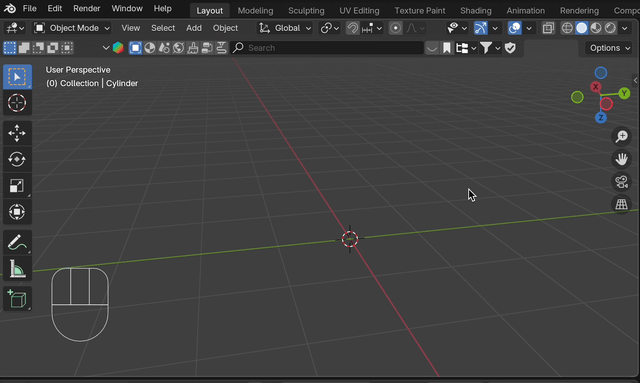 File Edit Render Window Help Layout Modeling Sculpting UV Editing Texture Paint Shading Animation Rendering
Object Mode View Select Add Object Global
Search Options
User Perspective
(0) Collection | Cylinder
X
Y
Z